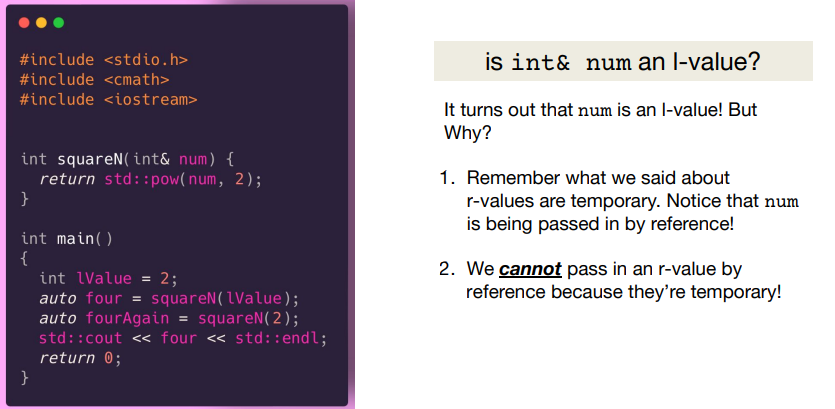 #include <stdio.h>
#include <cmath>
#include <iostream>
int squareN(int& num) {
return std::pow(num, 2);
}
int main()
{
int lValue = 2;
auto four = squareN(lValue);
auto fourAgain = squareN(2);
std::cout << four << std::endl;
return 0;
}
is int& num an l-value?
It turns out that num is an l-value! But
Why?
1. Remember what we said about
r-values are temporary. Notice that num
is being passed in by reference!
2. We cannot pass in an r-value by
reference because they’re temporary!